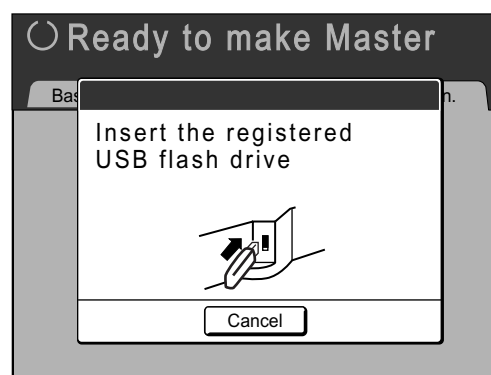 Ready to make Master
Bas
n.
Insert the registered
USB flash drive
Cancel